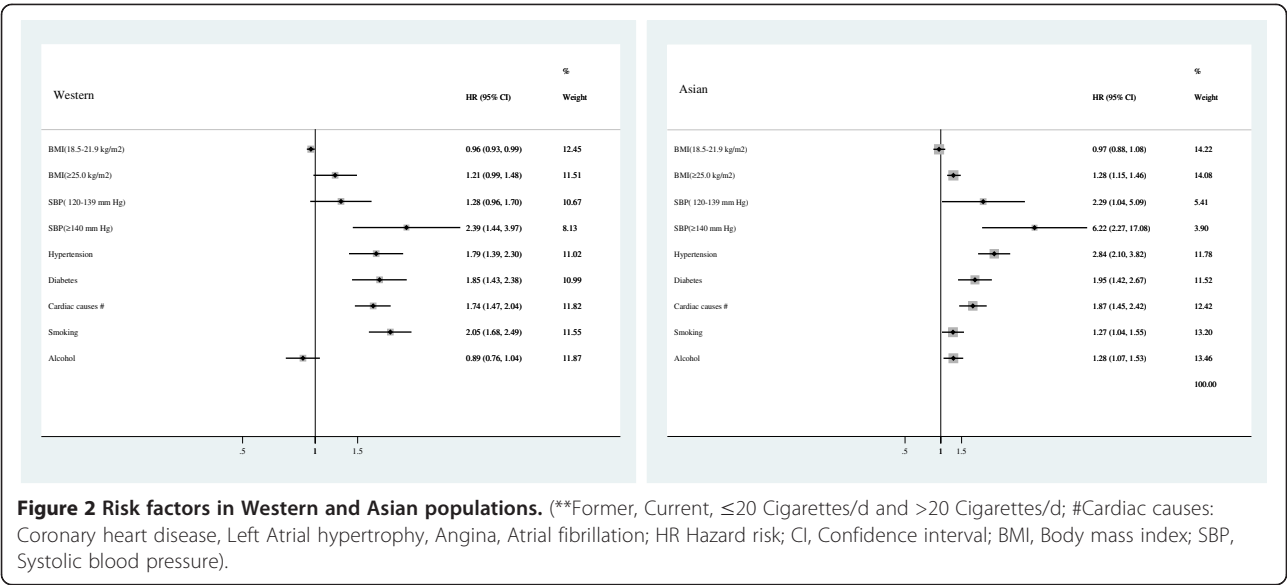 %
Western HR (95% CI) Weight
BMI(18.5-21.9 kg/m2) 0.96 (0.93, 0.99) 12.45
BMI(≥25.0 kg/m2) 1.21 (0.99, 1.48) 11.51
SBP( 120-139 mm Hg) 1.28 (0.96, 1.70) 10.67
SBP(≥140 mm Hg) 2.39 (1.44, 3.97) 8.13
Hypertension 1.79 (1.39, 2.30) 11.02
Diabetes 1.85 (1.43, 2.38) 10.99
Cardiac causes # 1.74 (1.47, 2.04) 11.82
Smoking 2.05 (1.68, 2.49) 11.55
Alcohol 0.89 (0.76, 1.04) 11.87
.5 1 1.5
%
Asian HR (95% CI) Weight
BMI(18.5-21.9 kg/m2) 0.97 (0.88, 1.08) 14.22
BMI(≥25.0 kg/m2) 1.28 (1.15, 1.46) 14.08
SBP( 120-139 mm Hg) 2.29 (1.04, 5.09) 5.41
SBP(≥140 mm Hg) 6.22 (2.27, 17.08) 3.90
Hypertension 2.84 (2.10, 3.82) 11.78
Diabetes 1.95 (1.42, 2.67) 11.52
Cardiac causes # 1.87 (1.45, 2.42) 12.42
Smoking 1.27 (1.04, 1.55) 13.20
Alcohol 1.28 (1.07, 1.53) 13.46
100.00
.5 1 1.5
Figure 2 Risk factors in Western and Asian populations. (**Former, Current, ≤20 Cigarettes/d and >20 Cigarettes/d; #Cardiac causes:
Coronary heart disease, Left Atrial hypertrophy, Angina, Atrial fibrillation; HR Hazard risk; CI, Confidence interval; BMI, Body mass index; SBP,
Systolic blood pressure).